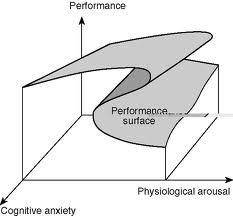 Performance
Performance
surface
Physiological arousal
Cognitive anxiety